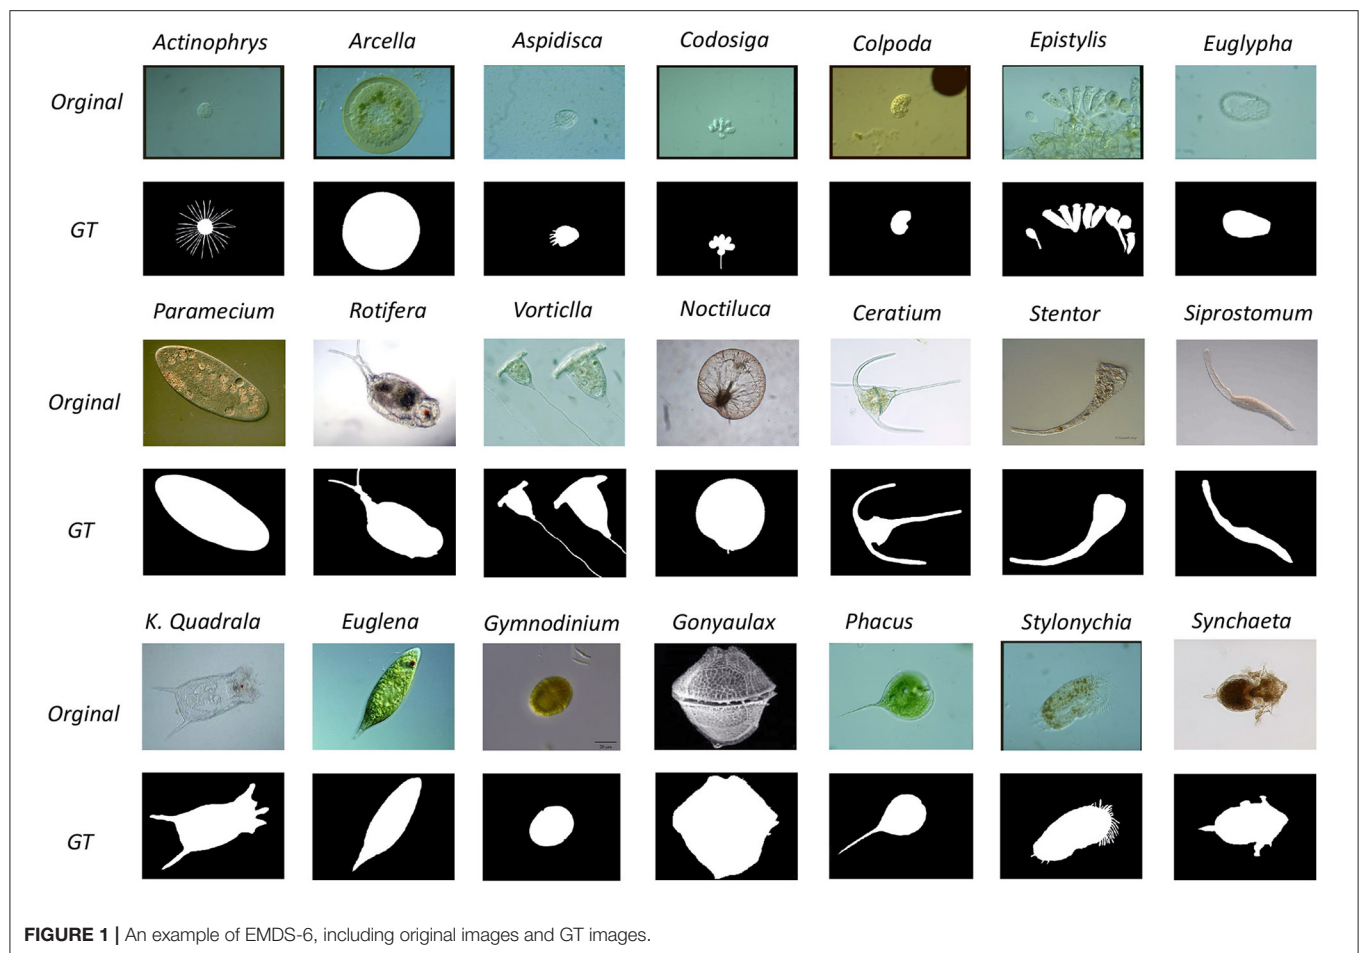 Actinophrys Arcella Aspidisca Codosiga Colpoda Epistylis Euglypha
Orginal
GT
Paramecium Rotifera Vorticlla Noctiluca Ceratium Stentor Siprostomum
Orginal
GT
K. Quadrala Euglena Gymnodinium Gonyaulax Phacus Stylonychia Synchaeta
Orginal
GT
FIGURE 1 | An example of EMDS-6, including original images and GT images.